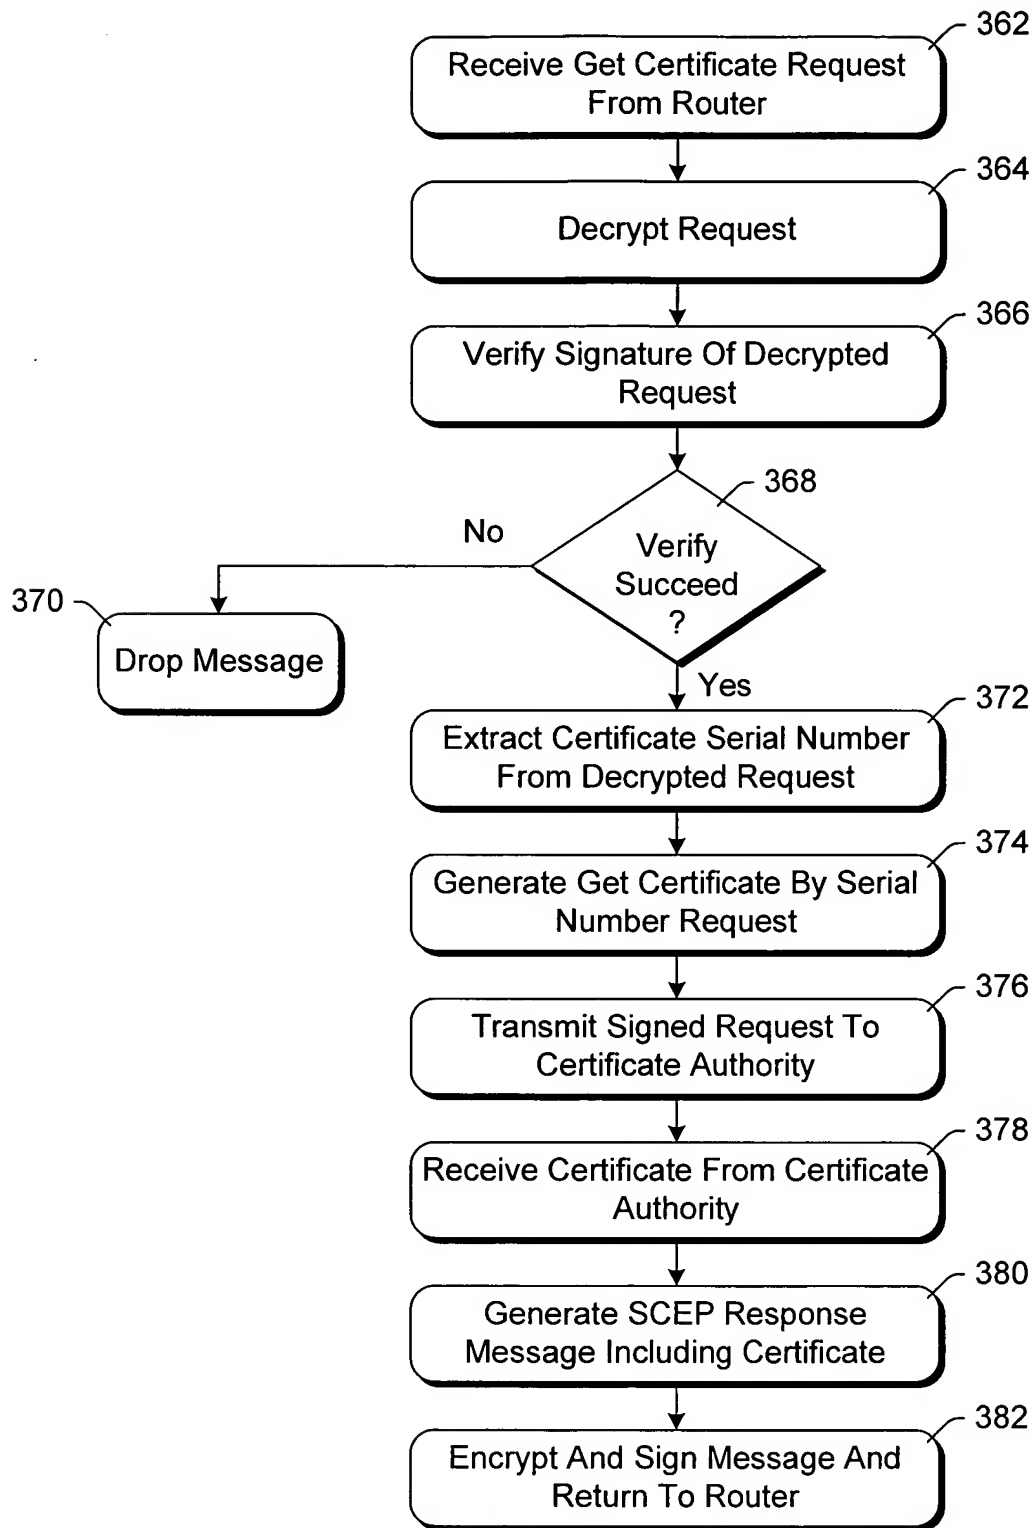 362
Receive Get Certificate Request
From Router
364
Decrypt Request
366
Verify Signature Of Decrypted
Request
368
No
Verify
Succeed
?
370
Drop Message
Yes
372
Extract Certificate Serial Number
From Decrypted Request
374
Generate Get Certificate By Serial
Number Request
376
Transmit Signed Request To
Certificate Authority
378
Receive Certificate From Certificate
Authority
380
Generate SCEP Response
Message Including Certificate
382
Encrypt And Sign Message And
Return To Router